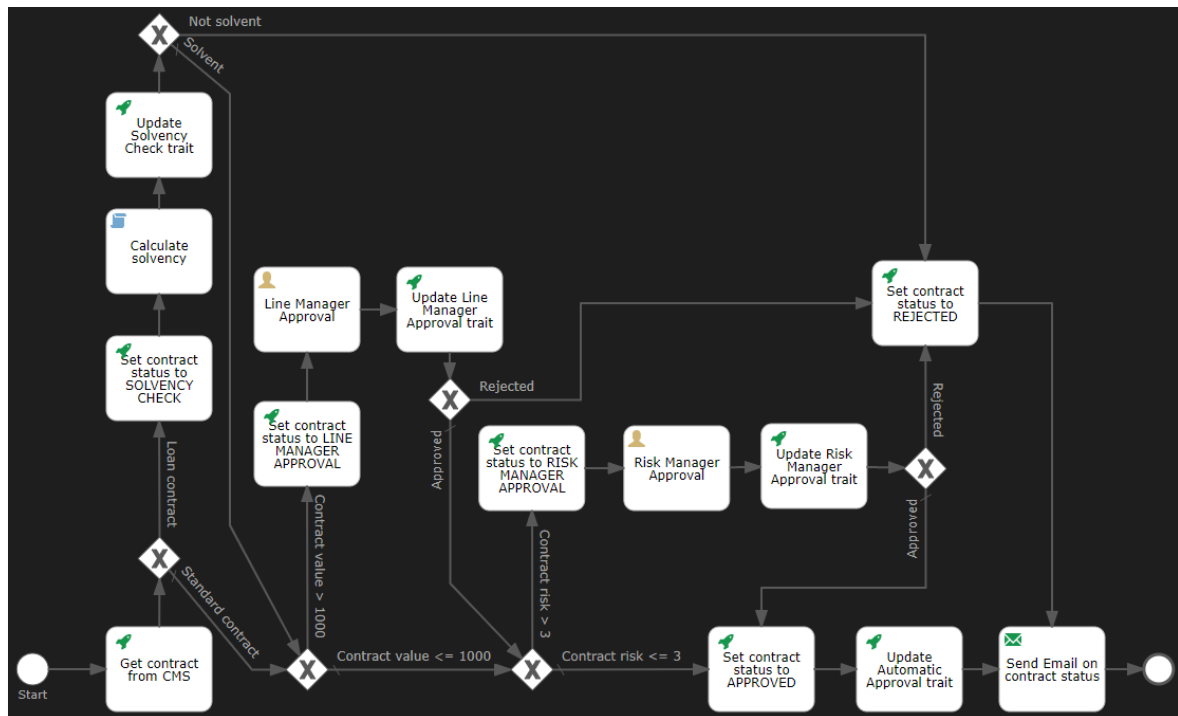 Not solvent
Solvent
Update
Solvency
Check trait
Calculate
solvency
Line Manager
Approval
Update Line
Manager
Approval trait
Set contract
status to
REJECTED
Set contract
status to
SOLVENCY
CHECK
Rejected
Rejected
Set contract
status to LINE
MANAGER
APPROVAL
Approved
Set contract
status to RISK
MANAGER
APPROVAL
Risk Manager
Approval
Update Risk
Manager
Approval trait
Loan contract
Contract value > 1000
Contract risk > 3
Approved
Standard contract
Start
Get contract
from CMS
Contract value <= 1000
Contract risk <= 3
Set contract
status to
APPROVED
Update
Automatic
Approval trait
Send Email on
contract status